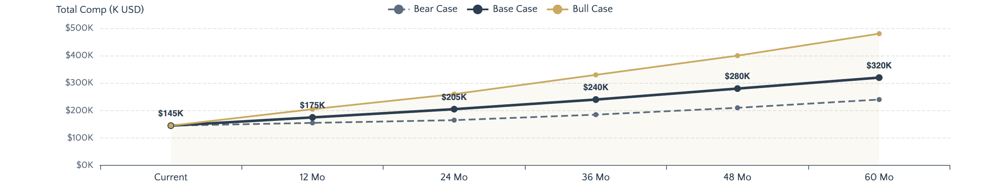 Total Comp (K USD)
Bear Case Base Case Bull Case
$500K
$400K
$300K
$200K
$100K
$0K
$145K
$175K
$205K
$240K
$280K
$320K
Current 12 Mo 24 Mo 36 Mo 48 Mo 60 Mo